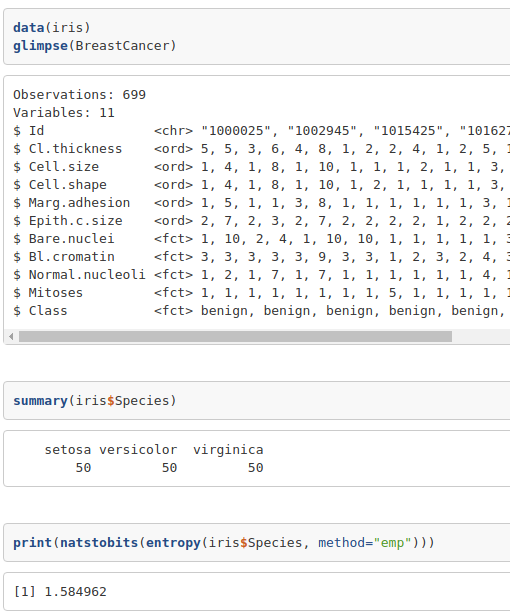 data(iris)
glimpse(BreastCancer)
Observations: 699
Variables: 11
$ Id              <chr> "1000025", "1002945", "1015425", "101627
$ Cl.thickness    <ord> 5, 5, 3, 6, 4, 8, 1, 2, 2, 4, 1, 2, 5, 1
$ Cell.size       <ord> 1, 4, 1, 8, 1, 10, 1, 1, 1, 2, 1, 1, 3,
$ Cell.shape      <ord> 1, 4, 1, 8, 1, 10, 1, 2, 1, 1, 1, 1, 3,
$ Marg.adhesion   <ord> 1, 5, 1, 1, 3, 8, 1, 1, 1, 1, 1, 1, 3, 1
$ Epith.c.size    <ord> 2, 7, 2, 3, 2, 7, 2, 2, 2, 2, 1, 2, 2, 2
$ Bare.nuclei     <fct> 1, 10, 2, 4, 1, 10, 10, 1, 1, 1, 1, 1, 3
$ Bl.cromatin     <fct> 3, 3, 3, 3, 3, 9, 3, 3, 1, 2, 3, 2, 4, 3
$ Normal.nucleoli <fct> 1, 2, 1, 7, 1, 7, 1, 1, 1, 1, 1, 1, 4, 1
$ Mitoses         <fct> 1, 1, 1, 1, 1, 1, 1, 1, 5, 1, 1, 1, 1, 1
$ Class           <fct> benign, benign, benign, benign, benign,
summary(iris$Species)
    setosa versicolor  virginica
        50         50         50
print(natstobits(entropy(iris$Species, method="emp")))
[1] 1.584962